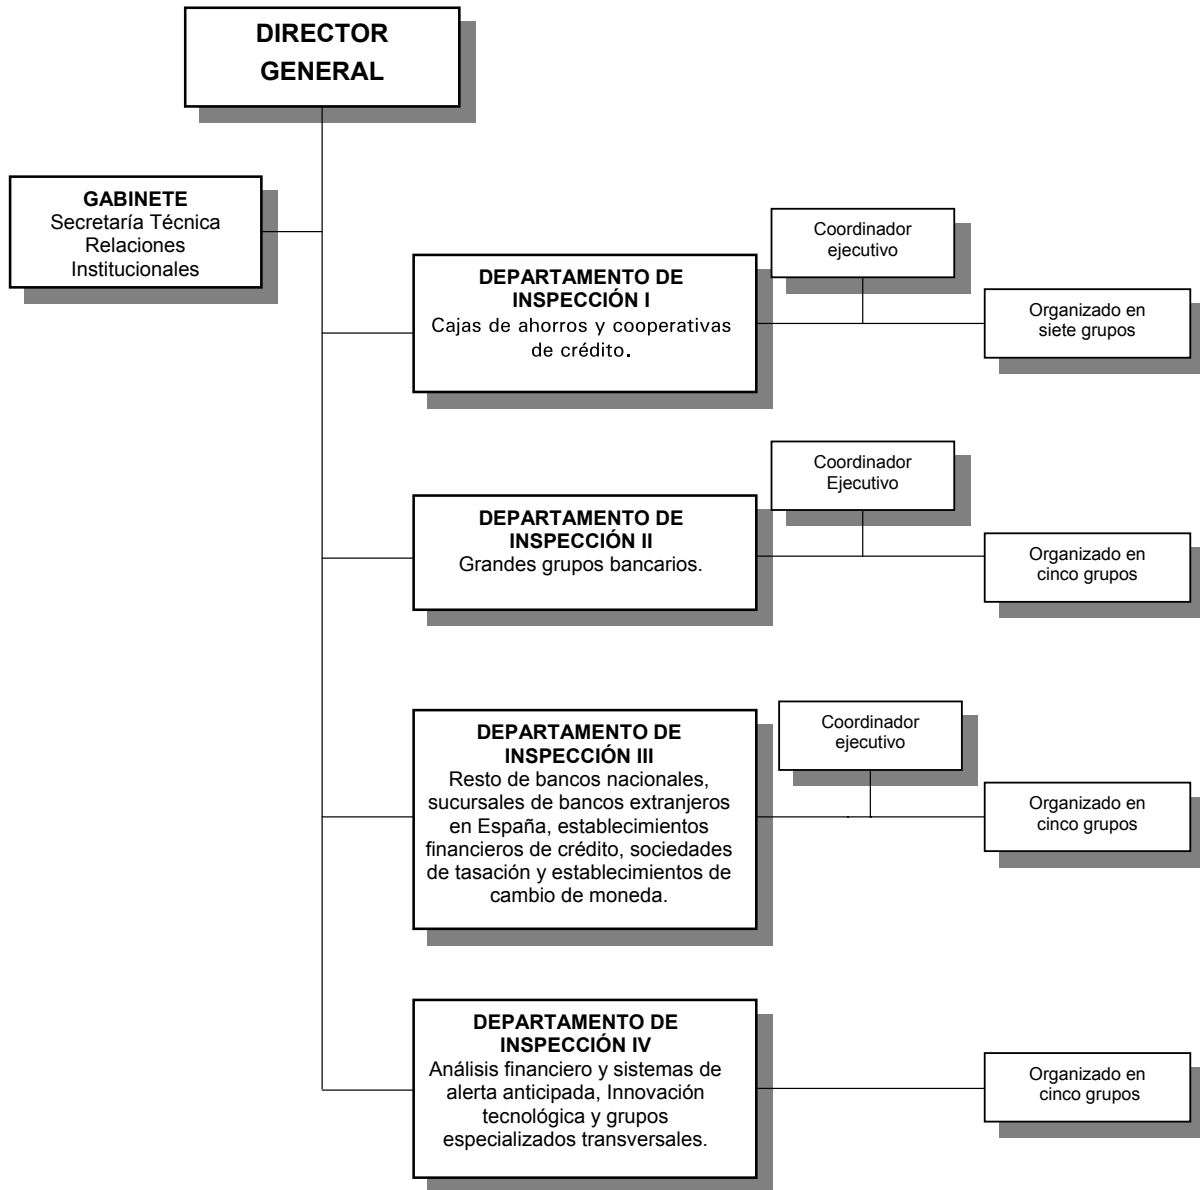 DIRECTOR
GENERAL
GABINETE
Secretaría Técnica
Relaciones
Institucionales
DEPARTAMENTO DE
INSPECCIÓN I
Cajas de ahorros y cooperativas
de crédito.
Coordinador
ejecutivo
Organizado en
siete grupos
DEPARTAMENTO DE
INSPECCIÓN II
Grandes grupos bancarios.
Coordinador
Ejecutivo
Organizado en
cinco grupos
DEPARTAMENTO DE
INSPECCIÓN III
Resto de bancos nacionales,
sucursales de bancos extranjeros
en España, establecimientos
financieros de crédito, sociedades
de tasación y establecimientos de
cambio de moneda.
Coordinador
ejecutivo
Organizado en
cinco grupos
DEPARTAMENTO DE
INSPECCIÓN IV
Análisis financiero y sistemas de
alerta anticipada, Innovación
tecnológica y grupos
especializados transversales.
Organizado en
cinco grupos